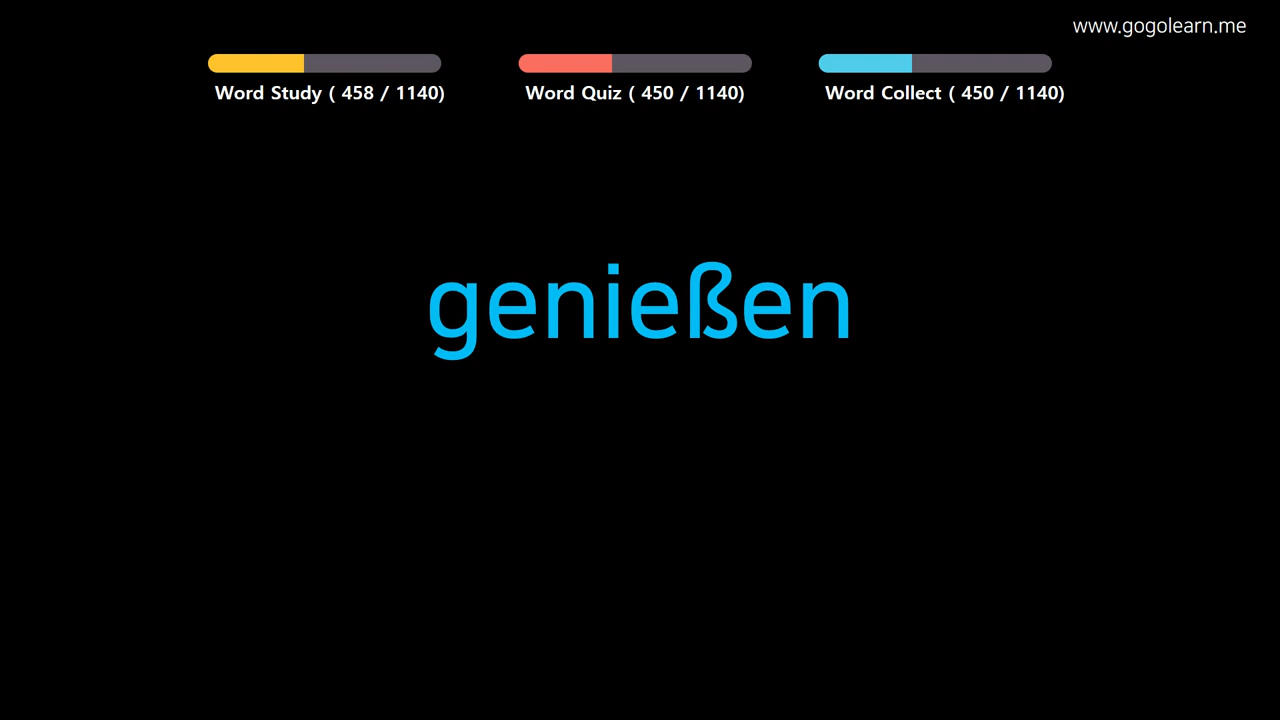 www.gogolearn.me
Word Study ( 458 / 1140)
Word Quiz ( 450 / 1140)
Word Collect ( 450 / 1140)
genießen